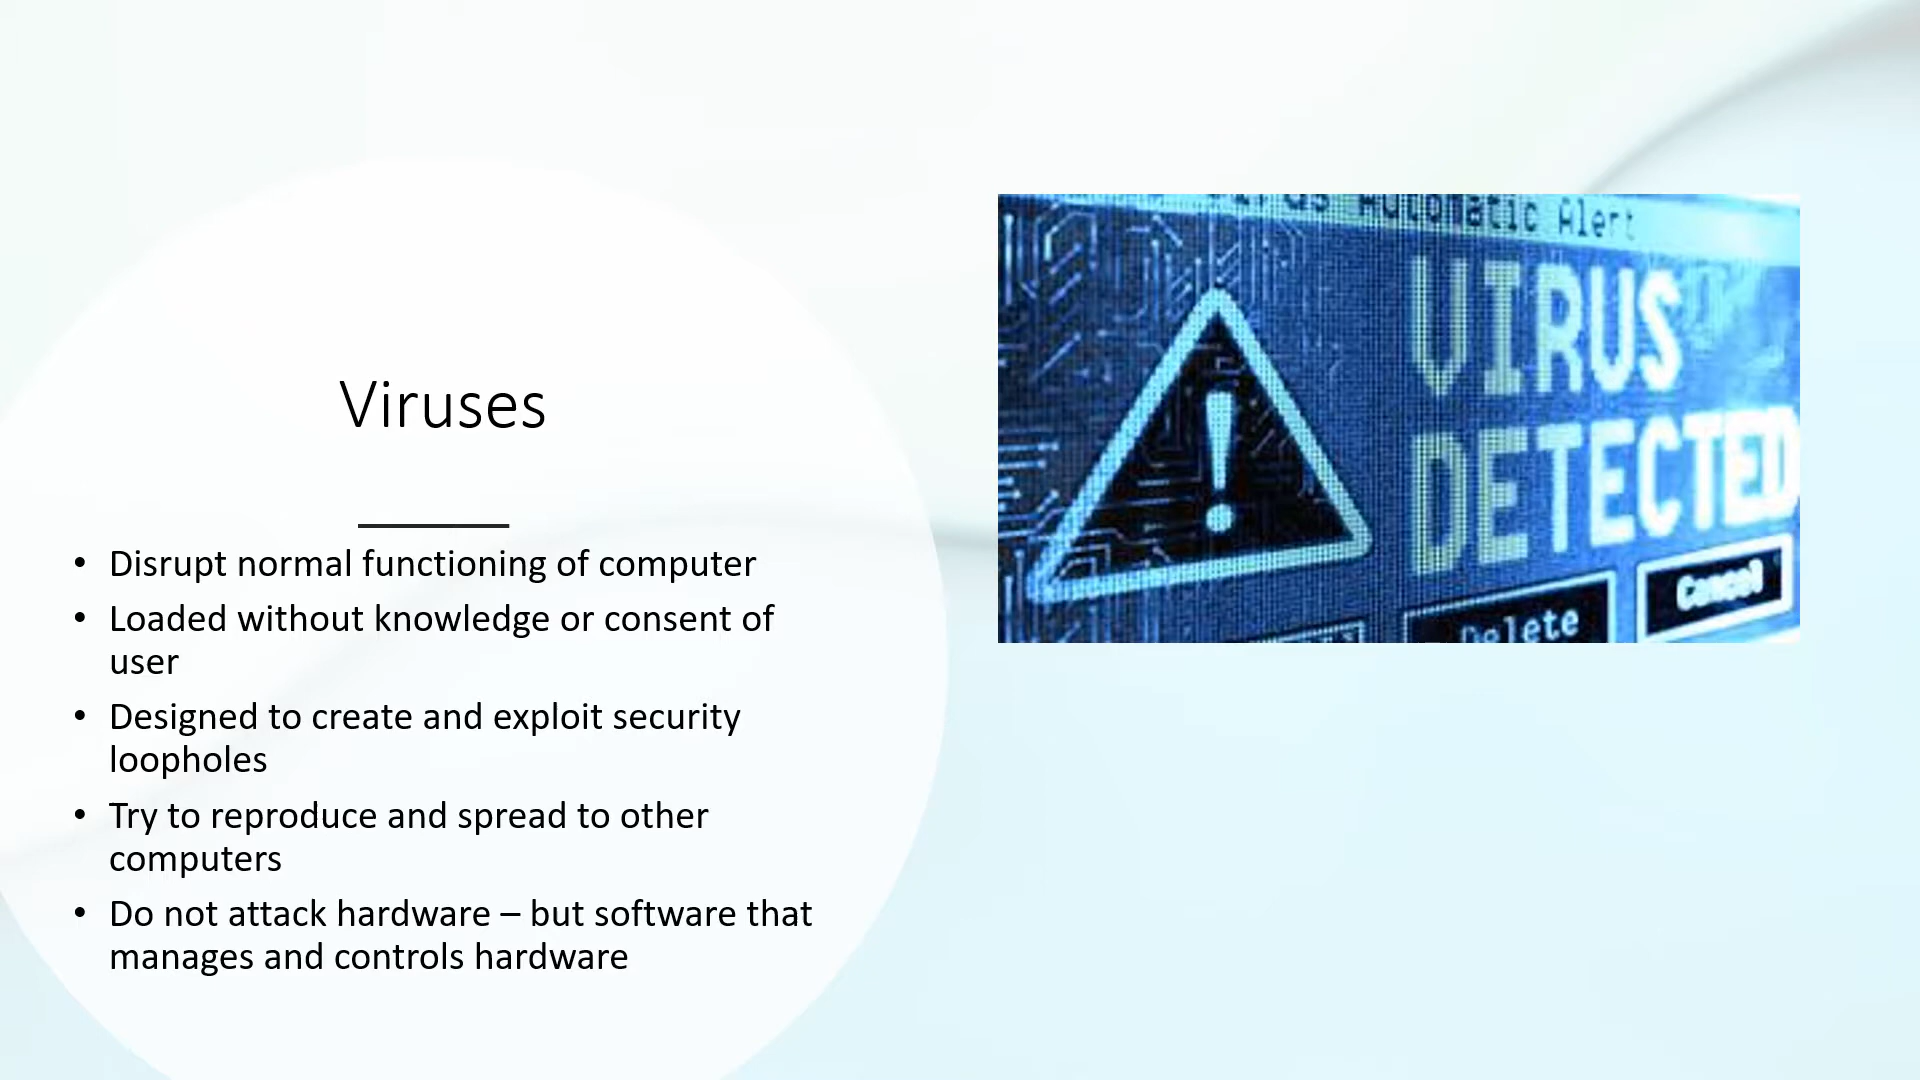 Viruses
• Disrupt normal functioning of computer
• Loaded without knowledge or consent of
user
• Designed to create and exploit security
loopholes
• Try to reproduce and spread to other
computers
• Do not attack hardware – but software that
manages and controls hardware
Virus Automatic Alert
VIRUS
DETECTED
Delete
Cancel